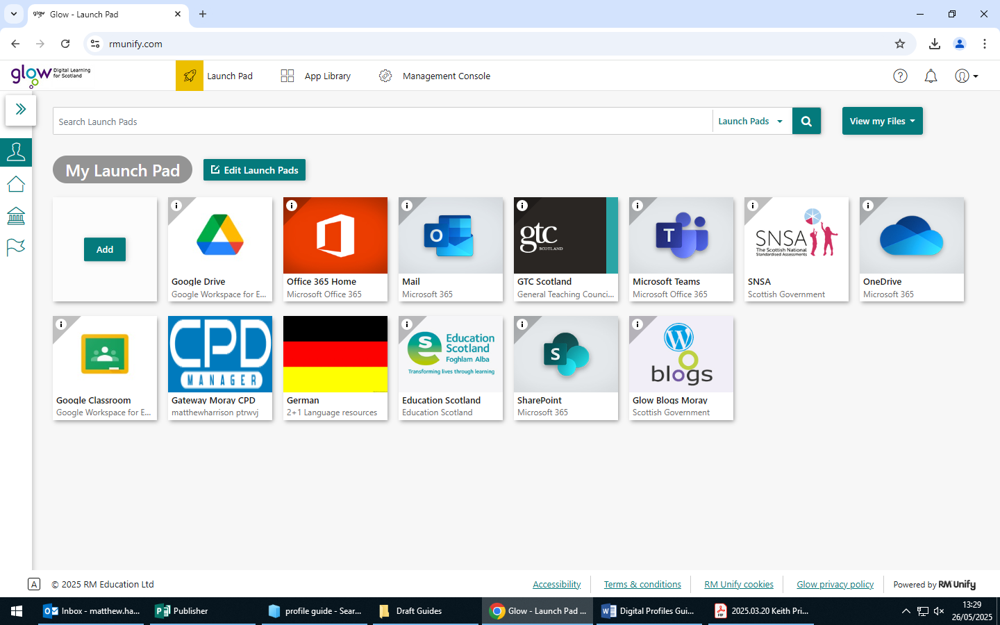 glow Glow - Launch Pad
rmunify.com
glow Digital Learning for Scotland
Launch Pad
App Library
Management Console
Search Launch Pads
Launch Pads
View my Files
My Launch Pad
Edit Launch Pads
Add
Google Drive
Google Workspace for E...
Office 365 Home
Microsoft Office 365
O
Mail
Microsoft 365
gtc
SCOTLAND
GTC Scotland
General Teaching Counci...
T
Microsoft Teams
Microsoft Office 365
SNSA
The Scottish National
Standardised Assessments
SNSA
Scottish Government
OneDrive
Microsoft 365
Google Classroom
Google Workspace for E...
CPD
MANAGER
Gateway Moray CPD
matthewharrison ptrwvj
German
2+1 Language resources
Education
Scotland
Foghlam Alba
Transforming lives through learning
Education Scotland
Education Scotland
S
SharePoint
Microsoft 365
blogs
Glow Blogs Moray
Scottish Government
A © 2025 RM Education Ltd
Accessibility
Terms & conditions
RM Unify cookies
Glow privacy policy
Powered by RM Unify
Inbox - matthew.ha...
Publisher
profile guide - Sear...
Draft Guides
Glow - Launch Pad ...
Digital Profiles Gui...
2025.03.20 Keith Pri...
13:29
26/05/2025